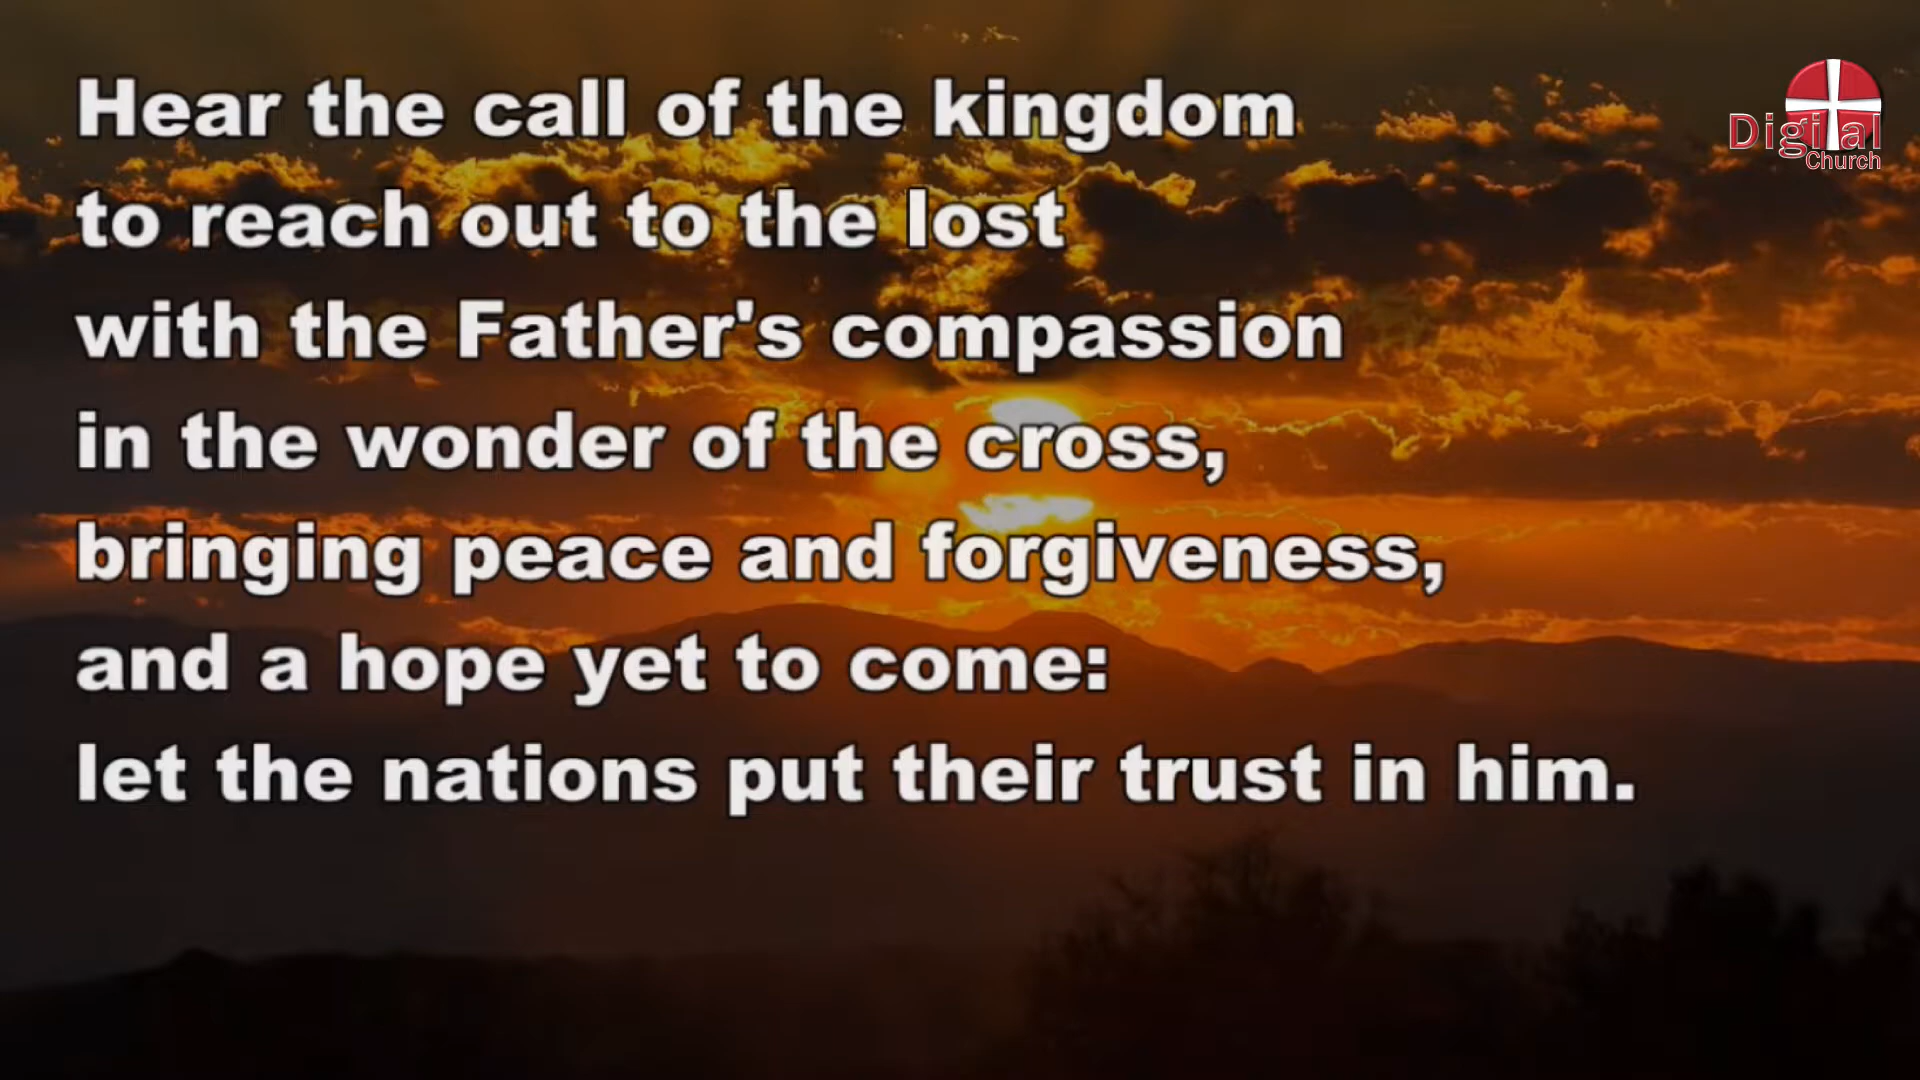 Hear the call of the kingdom
to reach out to the lost
with the Father's compassion
in the wonder of the cross,
bringing peace and forgiveness,
and a hope yet to come:
let the nations put their trust in him.
Digital
Church